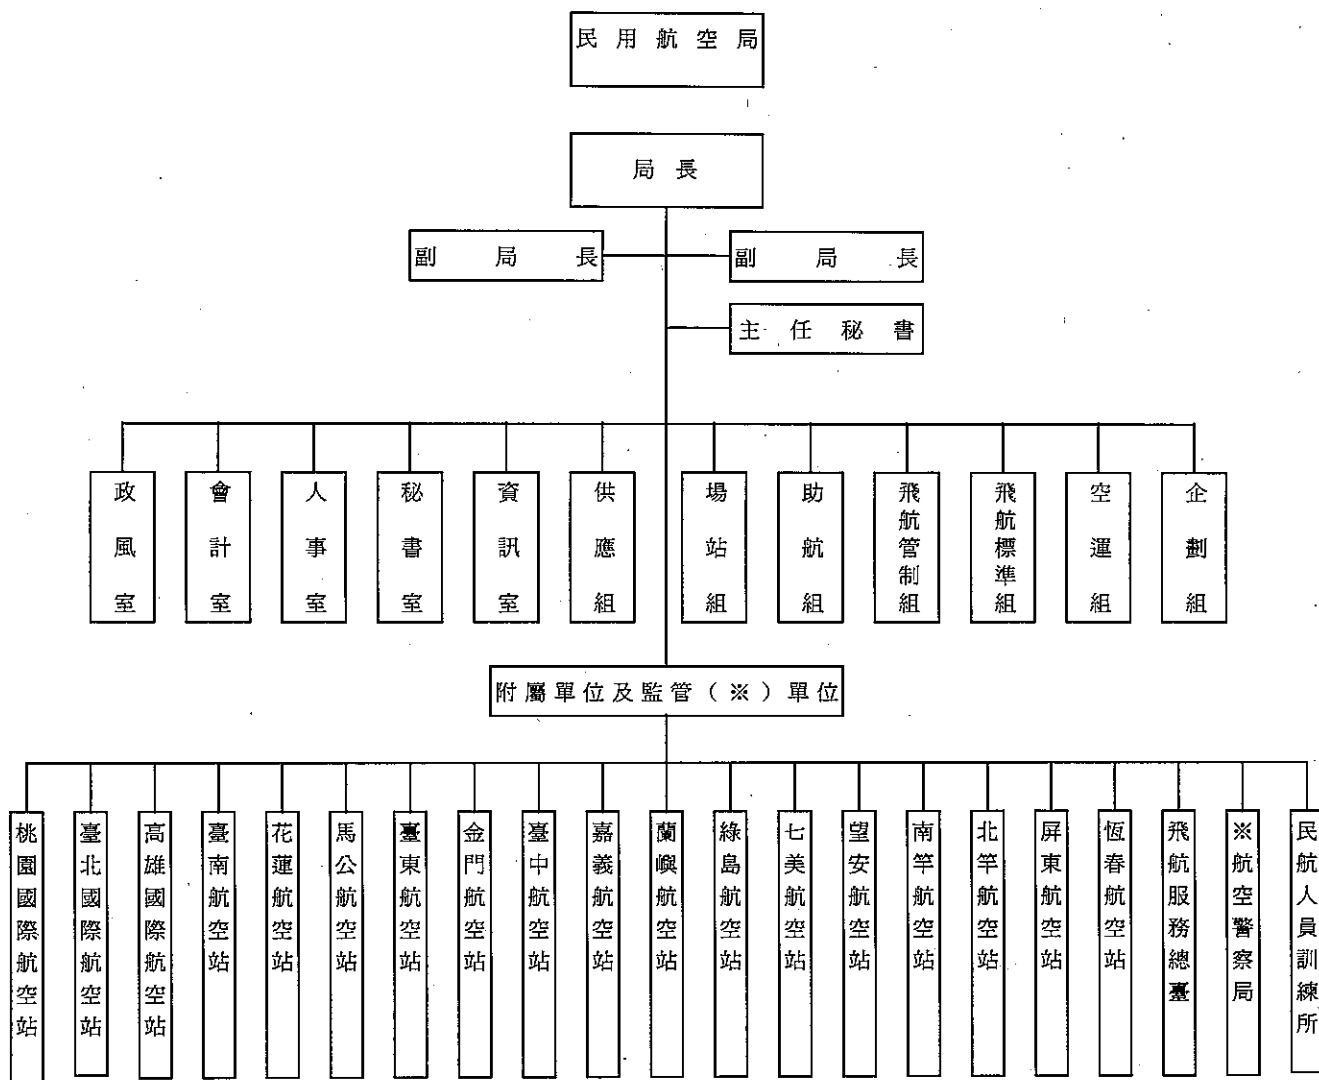 民用航空局
局長
副局長
副局長
主任秘書
政風室
會計室
人事室
秘書室
資訊室
供應組
場站組
助航組
飛航管制組
飛航標準組
空運組
企劃組
附屬單位及監管（※）單位
桃園國際航空站
臺北國際航空站
高雄國際航空站
臺南航空站
花蓮航空站
馬公航空站
臺東航空站
金門航空站
臺中航空站
嘉義航空站
蘭嶼航空站
綠島航空站
七美航空站
望安航空站
南竿航空站
北竿航空站
屏東航空站
恆春航空站
飛航服務總臺
※航空警察局
民航人員訓練所